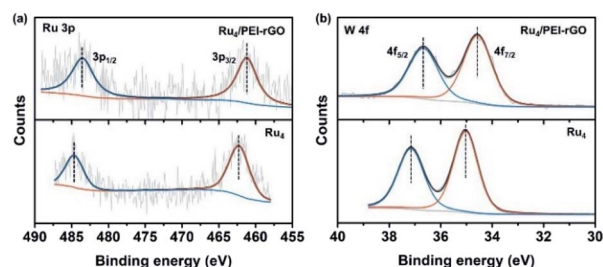 (a)
Ru 3p
Ru₄/PEI-rGO
3p₁/₂
3p₃/₂
Ru₄
Counts
490 485 480 475 470 465 460 455
Binding energy (eV)
(b)
W 4f
Ru₄/PEI-rGO
4f₅/₂
4f₇/₂
Ru₄
Counts
40 38 36 34 32 30
Binding energy (eV)